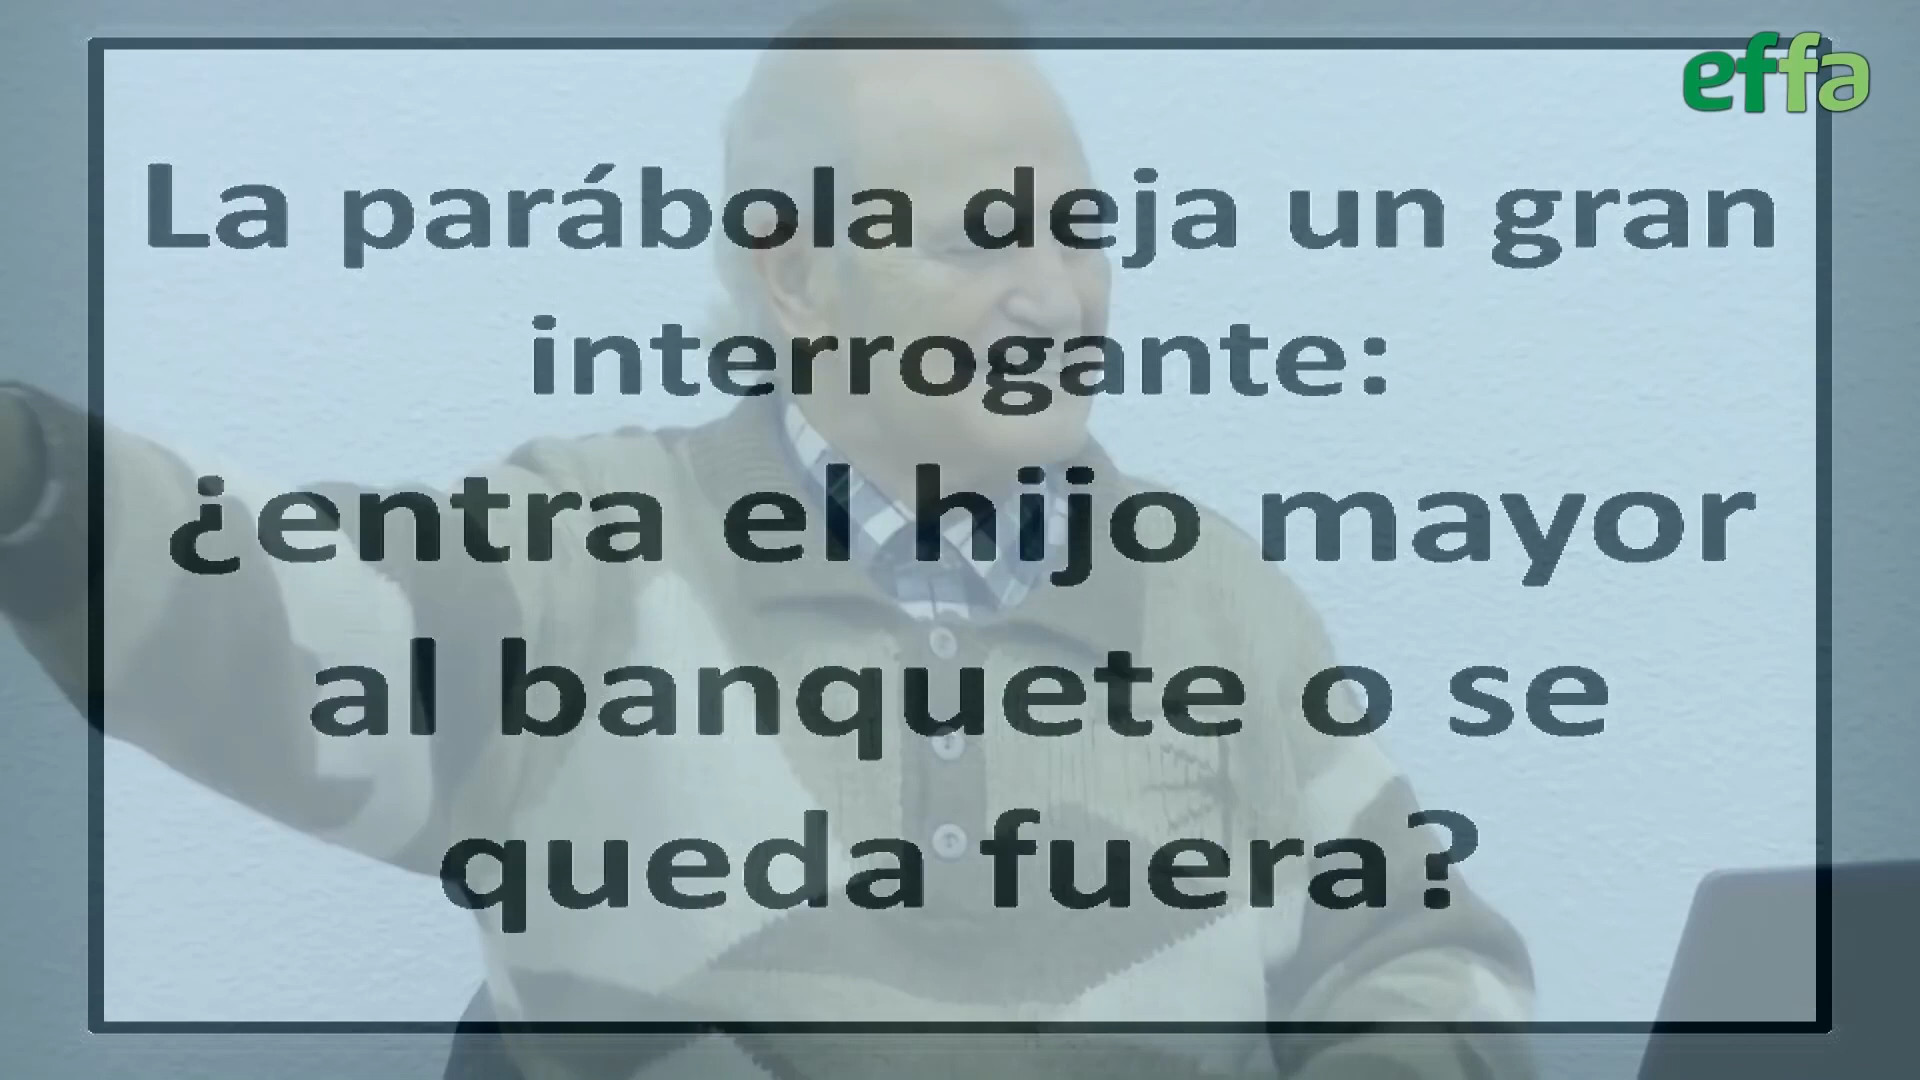 effa
La parábola deja un gran
interrogante:
¿entra el hijo mayor
al banquete o se
queda fuera?